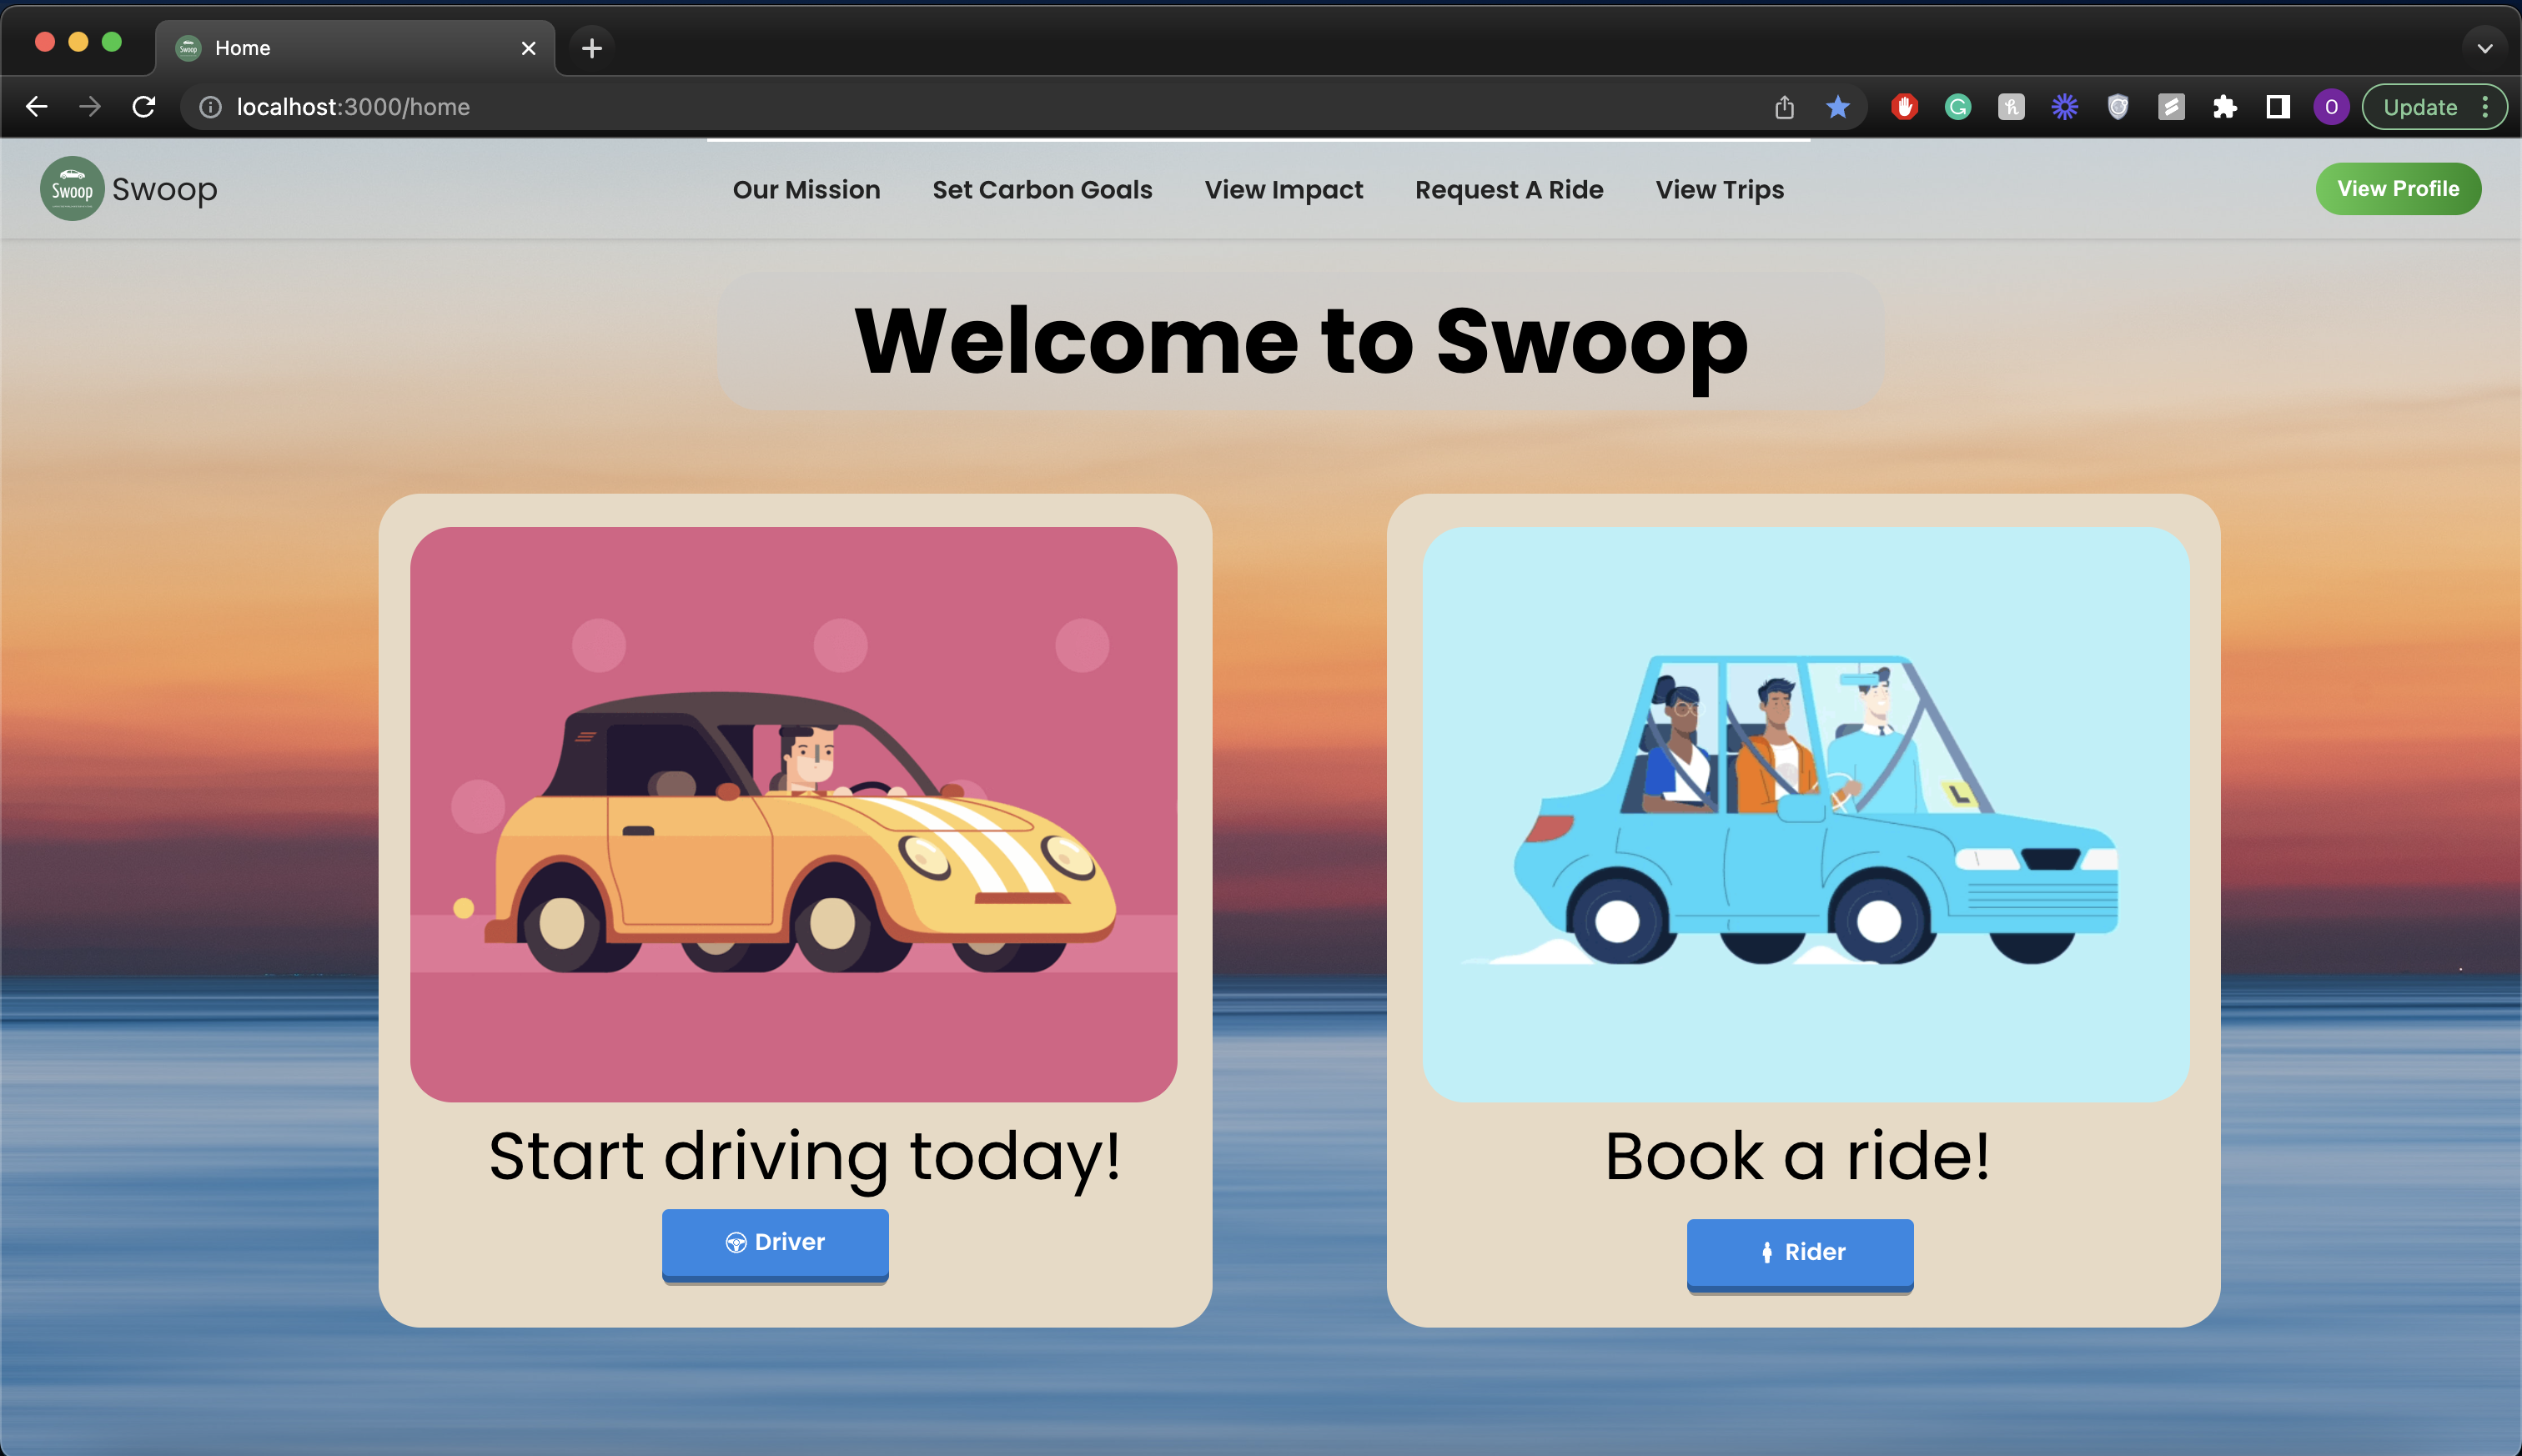 Home
localhost:3000/home
Update
Swoop
Swoop
Our Mission
Set Carbon Goals
View Impact
Request A Ride
View Trips
View Profile
Welcome to Swoop
L
Start driving today!
Driver
Book a ride!
Rider